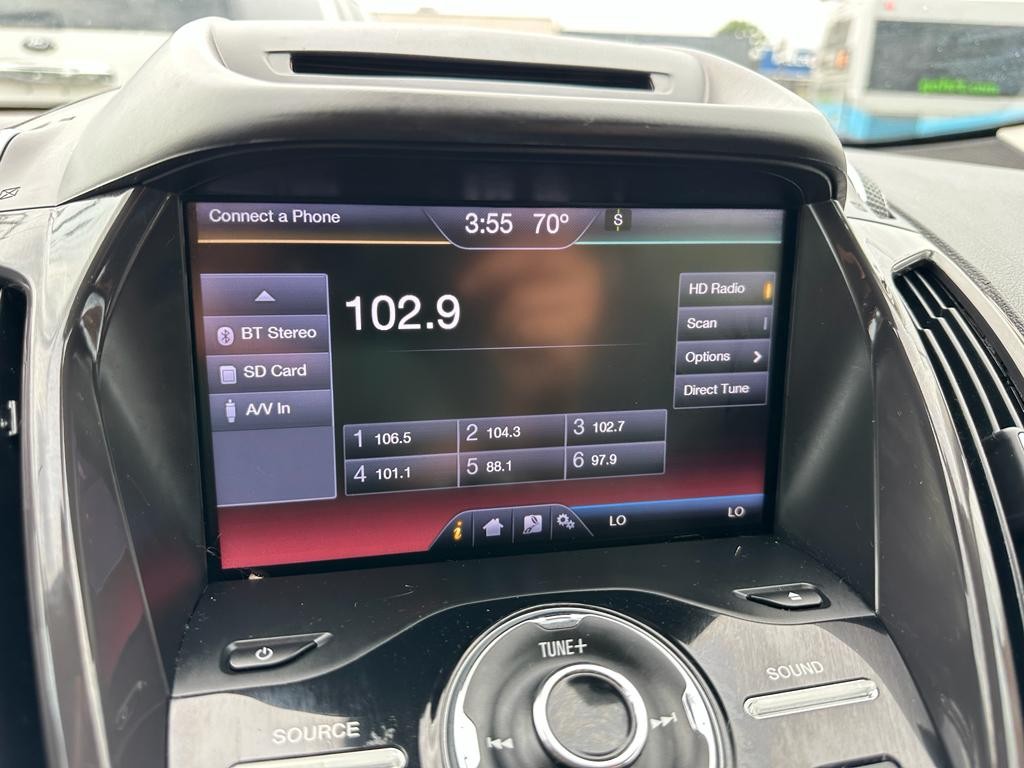 Connect a Phone
3:55 70° S
102.9
BT Stereo
SD Card
A/V In
HD Radio
Scan
Options
Direct Tune
1 106.5 2 104.3 3 102.7
4 101.1 5 88.1 6 97.9
i LO LO
TUNE+
SOURCE
SOUND